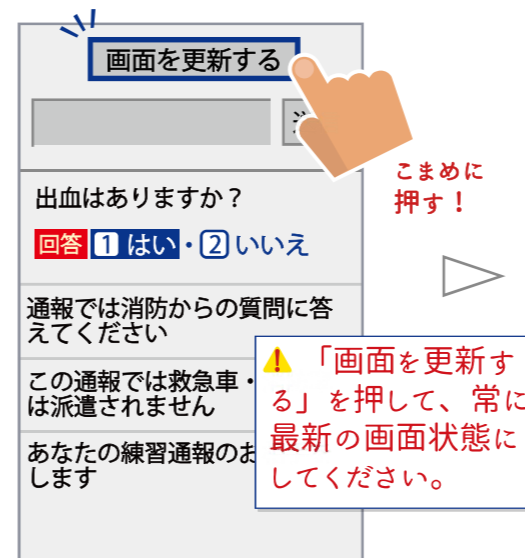 画面を更新する
こまめに
押す！
出血はありますか？
回答 1 はい・2 いいえ
通報では消防からの質問に答
えてください
この通報では救急車・
は派遣されません
あなたの練習通報のお
します
⚠「画面を更新す
る」を押して、常に
最新の画面状態に
してください。